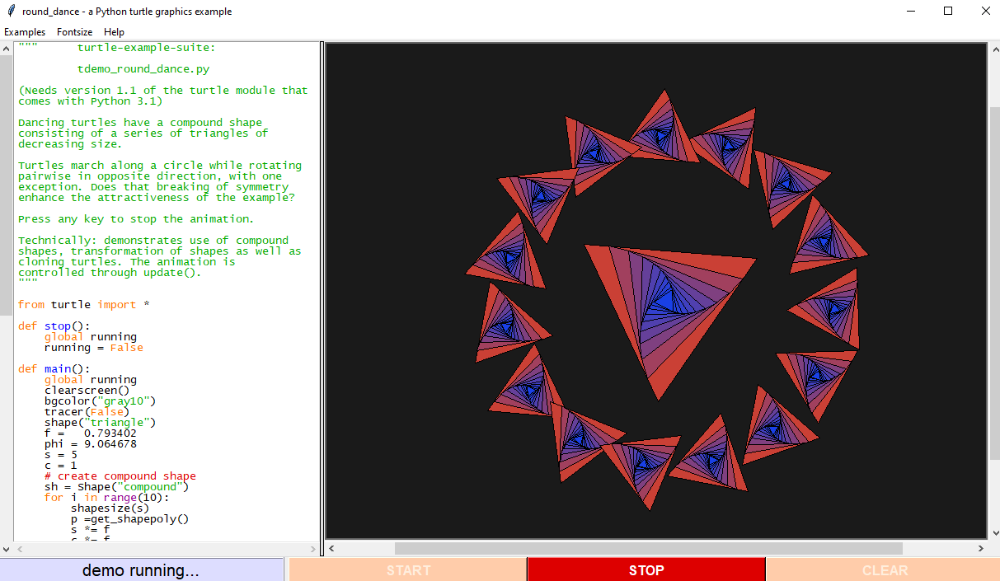 round_dance - a Python turtle graphics example
Examples Fontsize Help
""" turtle-example-suite:
tdemo_round_dance.py
(Needs version 1.1 of the turtle module that
comes with Python 3.1)
Dancing turtles have a compound shape
consisting of a series of triangles of
decreasing size.
Turtles march along a circle while rotating
pairwise in opposite direction, with one
exception. Does that breaking of symmetry
enhance the attractiveness of the example?
Press any key to stop the animation.
Technically: demonstrates use of compound
shapes, transformation of shapes as well as
cloning turtles. The animation is
controlled through update().
"""
from turtle import *
def stop():
    global running
    running = False
def main():
    global running
    clearscreen()
    bgcolor("gray10")
    tracer(False)
    shape("triangle")
    f =   0.793402
    phi = 9.064678
    s = 5
    c = 1
    # create compound shape
    sh = Shape("compound")
    for i in range(10):
        shapesize(s)
        p =get_shapepoly()
        s *= f
        c *= f
demo running...
START
STOP
CLEAR